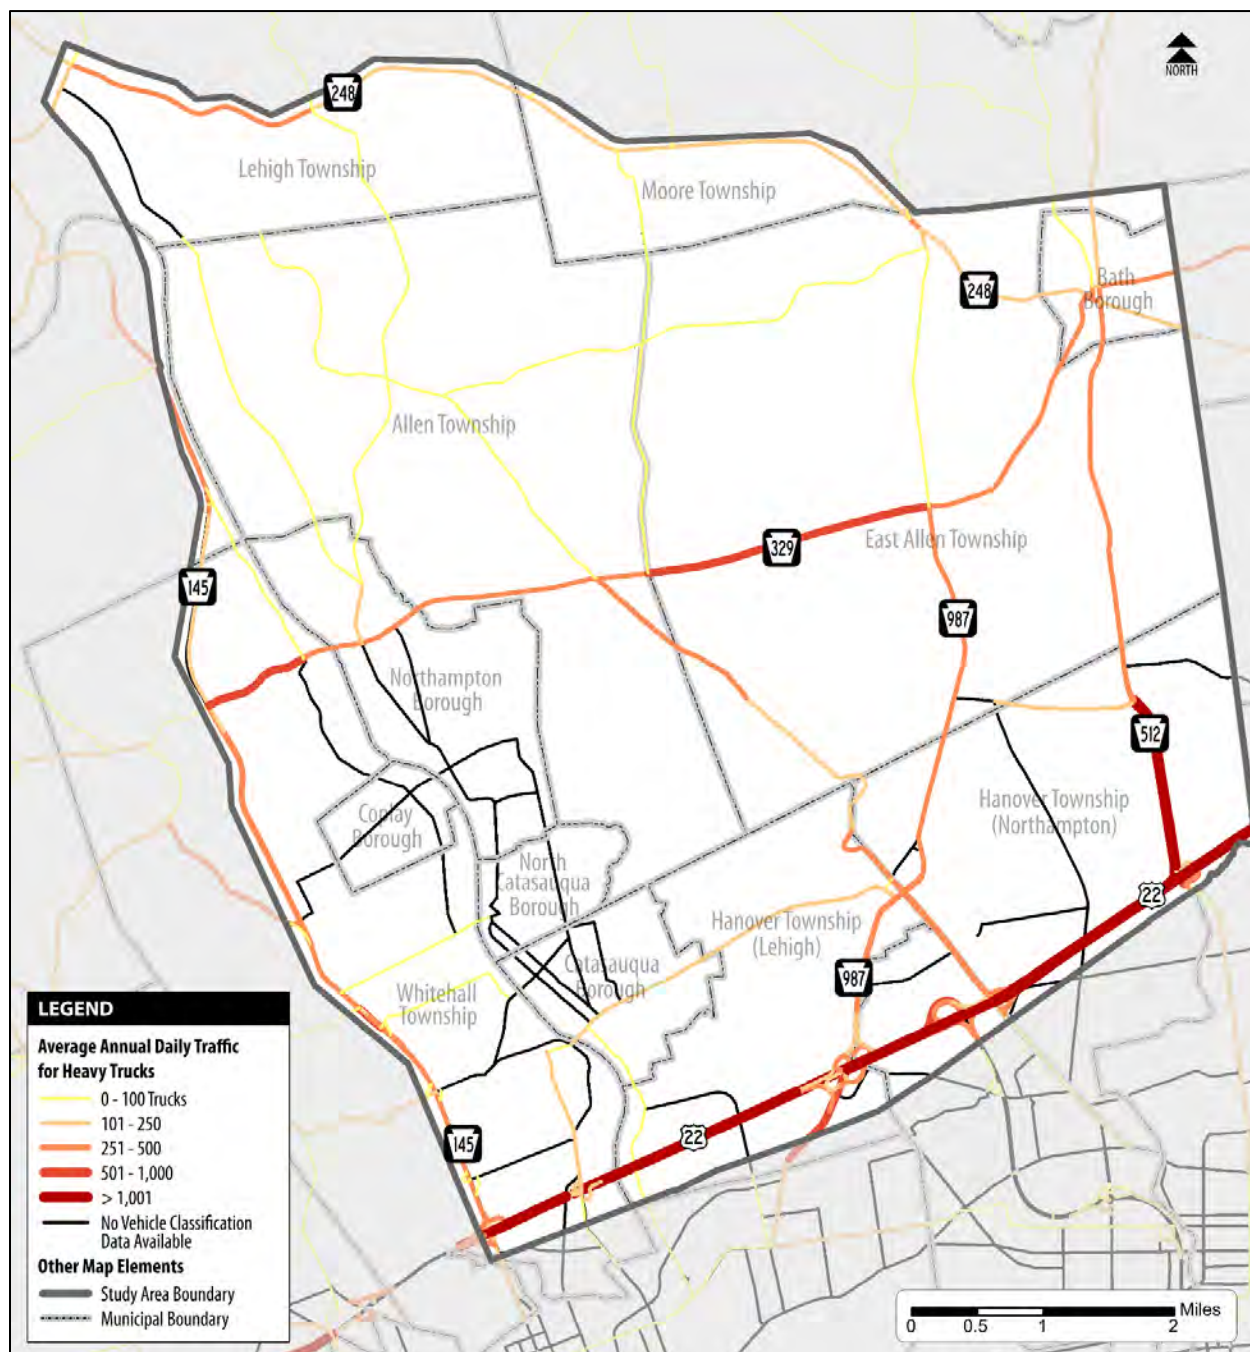 NORTH
248
Lehigh Township
Moore Township
248
Bath
Borough
Allen Township
329
East Allen Township
145
987
Northampton
Borough
512
Hanover Township
(Northampton)
Coplay
Borough
North
Catasauqua
Borough
22
Hanover Township
(Lehigh)
987
Catasauqua
Borough
Whitehall
Township
145
22
LEGEND
Average Annual Daily Traffic
for Heavy Trucks
0 - 100 Trucks
101 - 250
251 - 500
501 - 1,000
> 1,001
No Vehicle Classification
Data Available
Other Map Elements
Study Area Boundary
Municipal Boundary
Miles
0 0.5 1 2